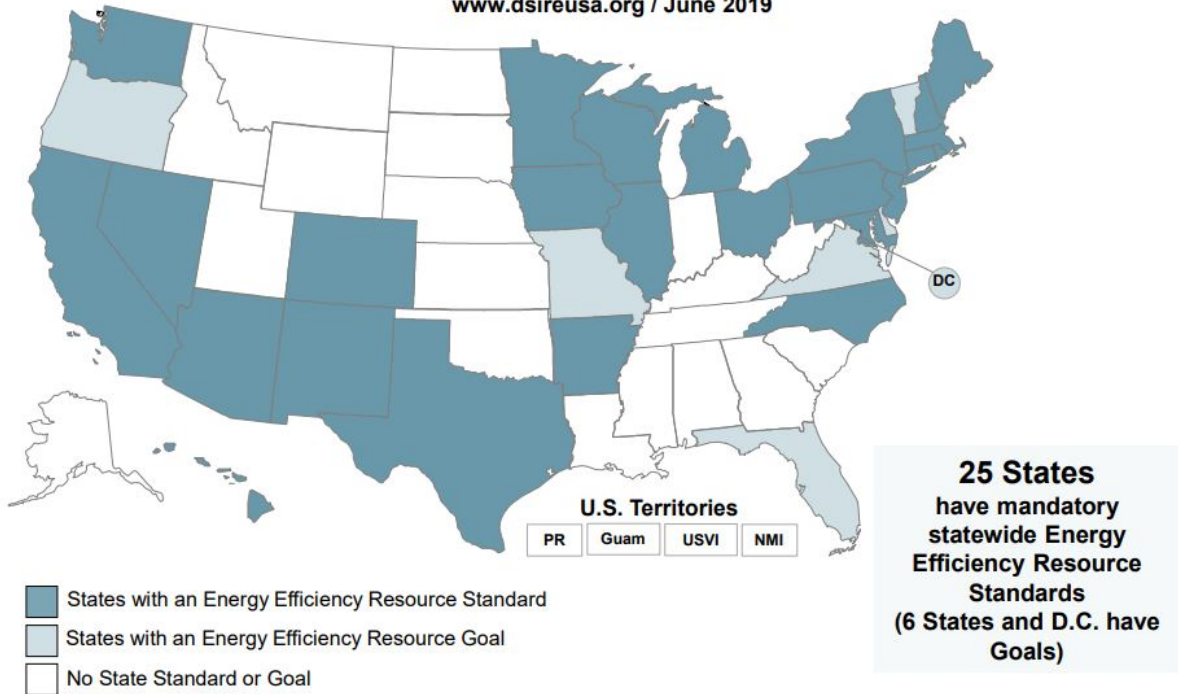 www.dsireusa.org / June 2019
DC
U.S. Territories
PR
Guam
USVI
NMI
25 States
have mandatory
statewide Energy
Efficiency Resource
Standards
(6 States and D.C. have
Goals)
States with an Energy Efficiency Resource Standard
States with an Energy Efficiency Resource Goal
No State Standard or Goal